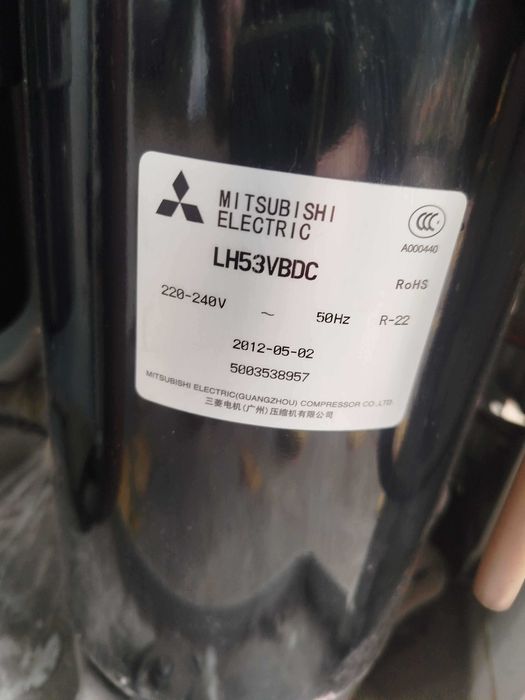 MITSUBISHI
ELECTRIC
CCC
A000440
LH53VBDC
RoHS
220-240V ~ 50Hz R-22
2012-05-02
5003538957
MITSUBISHI ELECTRIC(GUANGZHOU) COMPRESSOR CO.,LTD.
三菱电机(广州)压缩机有限公司